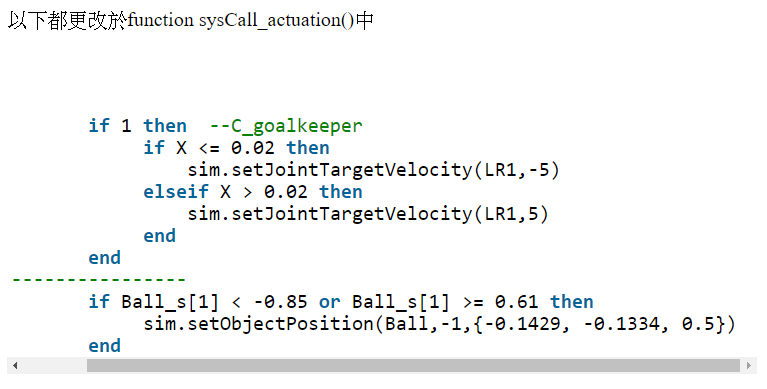 以下都更改於function sysCall_actuation()中
if 1 then  --C_goalkeeper
if X <= 0.02 then
sim.setJointTargetVelocity(LR1,-5)
elseif X > 0.02 then
sim.setJointTargetVelocity(LR1,5)
end
end
----------------
if Ball_s[1] < -0.85 or Ball_s[1] >= 0.61 then
sim.setObjectPosition(Ball,-1,{-0.1429, -0.1334, 0.5})
end